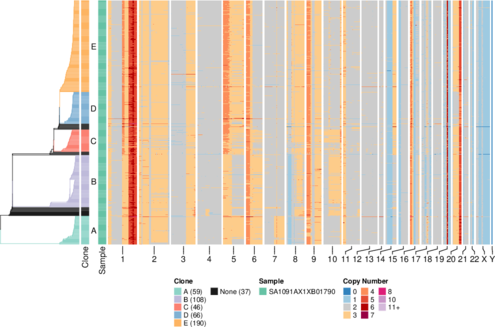 E
D
C
B
A
Clone
Sample
1 2 3 4 5 6 7 8 9 10 11 12 13 14 15 16 17 18 19 20 21 22 X Y
Clone Sample Copy Number
A (59) None (37) SA1091AX1XB01790 0 4 8
B (108) 1 5 10
C (46) 2 6 11+
D (66) 3 7
E (190)